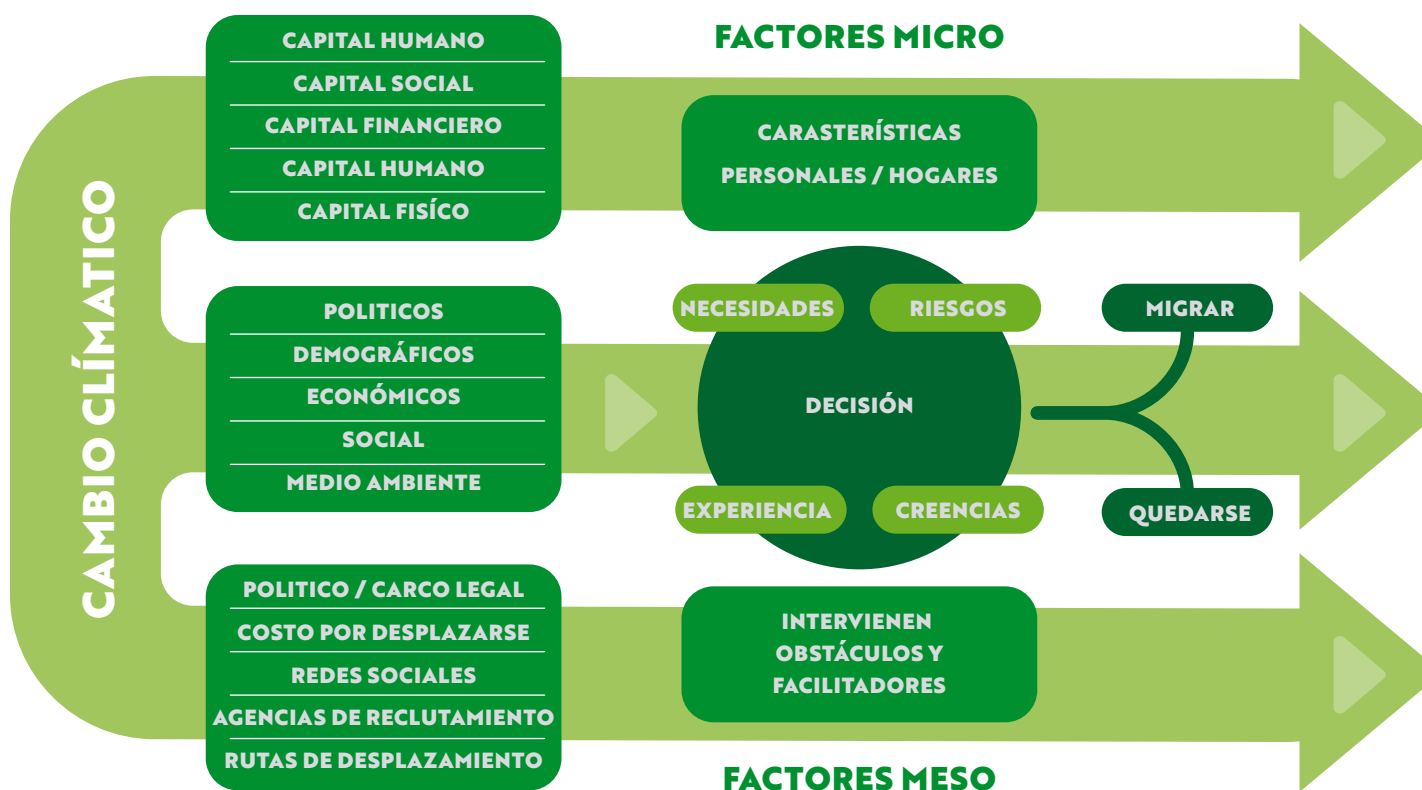 CAMBIO CLÍMATICO
CAPITAL HUMANO
CAPITAL SOCIAL
CAPITAL FINANCIERO
CAPITAL HUMANO
CAPITAL FISÍCO
FACTORES MICRO
CARASTERÍSTICAS
PERSONALES / HOGARES
POLITICOS
DEMOGRÁFICOS
ECONÓMICOS
SOCIAL
MEDIO AMBIENTE
NECESIDADES
RIESGOS
DECISIÓN
EXPERIENCIA
CREENCIAS
MIGRAR
QUEDARSE
POLITICO / CARCO LEGAL
COSTO POR DESPLAZARSE
REDES SOCIALES
AGENCIAS DE RECLUTAMIENTO
RUTAS DE DESPLAZAMIENTO
INTERVIENEN
OBSTÁCULOS Y
FACILITADORES
FACTORES MESO